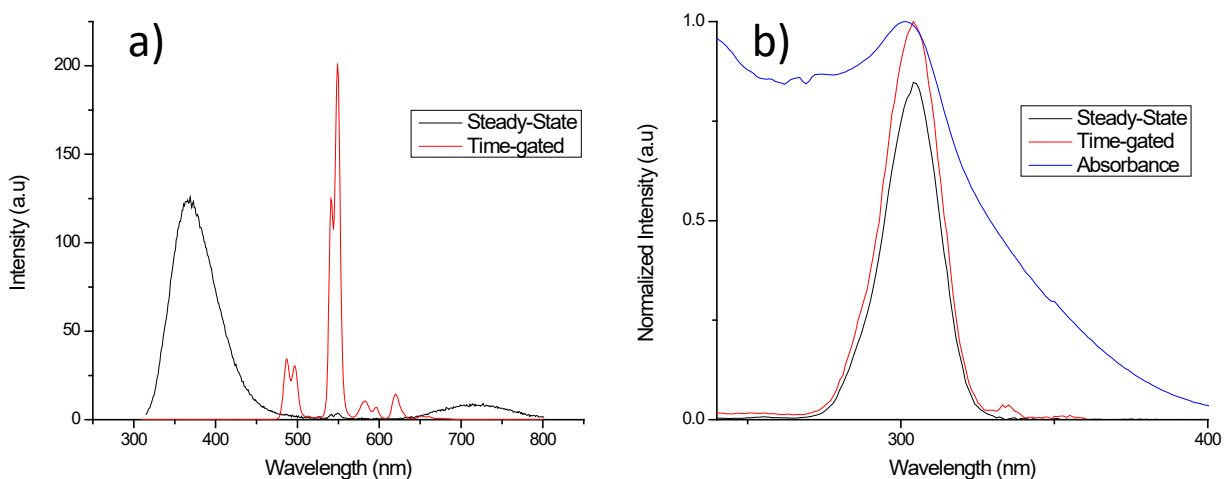 a)
Intensity (a.u)
200
150
100
50
0
300 400 500 600 700 800
Wavelength (nm)
Steady-State
Time-gated
b)
Normalized Intensity (a.u)
1.0
0.5
0.0
300 400
Wavelength (nm)
Steady-State
Time-gated
Absorbance